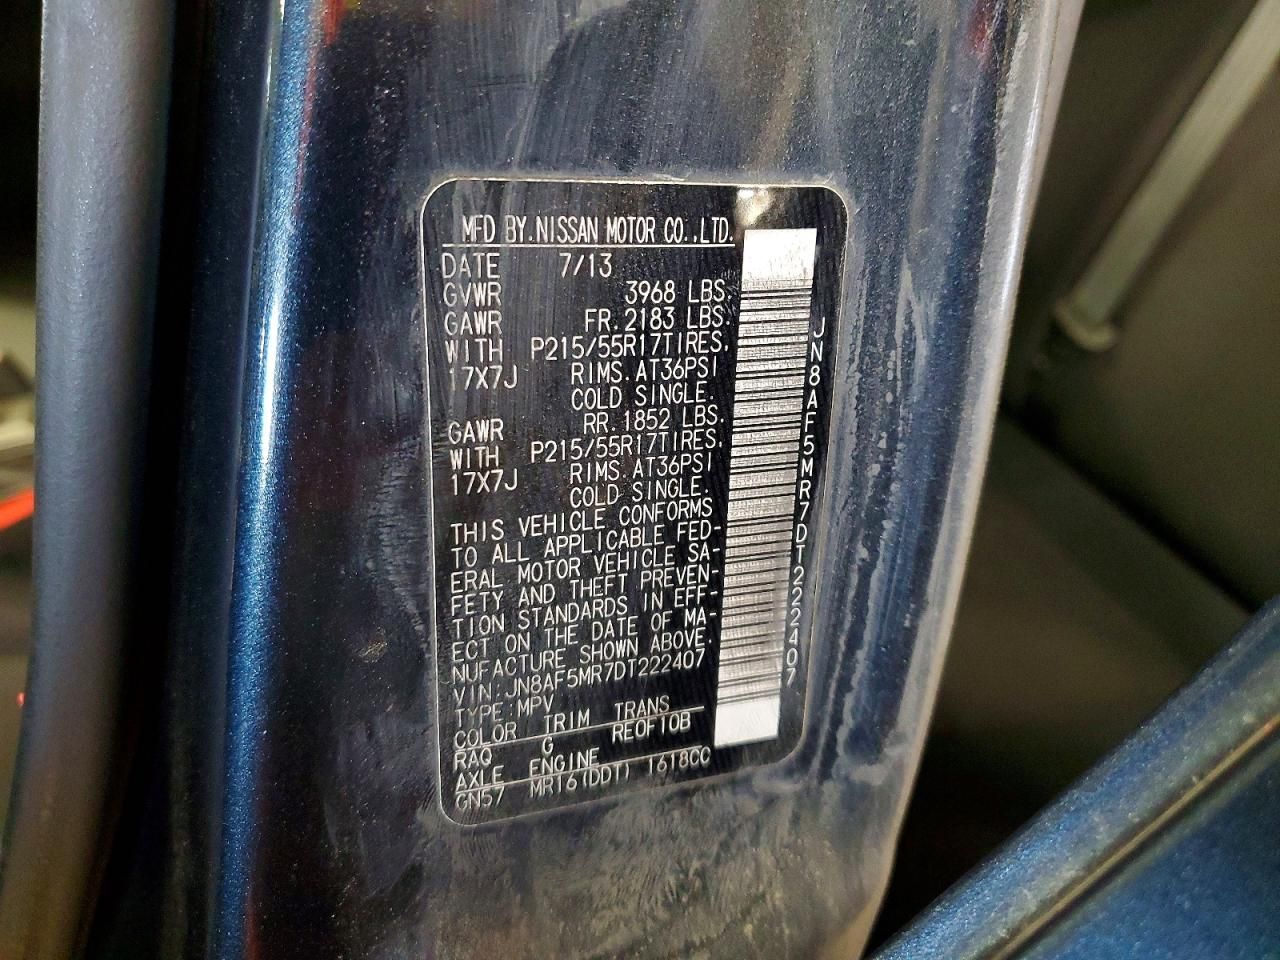 MFD BY.NISSAN MOTOR CO.,LTD.
DATE 7/13
GVWR 3968 LBS.
GAWR FR.2183 LBS.
WITH P215/55R17TIRES.
17X7J RIMS.AT36PSI
COLD SINGLE.
GAWR RR.1852 LBS.
WITH P215/55R17TIRES.
17X7J RIMS.AT36PSI
COLD SINGLE.
THIS VEHICLE CONFORMS
TO ALL APPLICABLE FED-
ERAL MOTOR VEHICLE SA-
FETY AND THEFT PREVEN-
TION STANDARDS IN EFF-
ECT ON THE DATE OF MA-
NUFACTURE SHOWN ABOVE.
VIN:JN8AF5MR7DT222407
TYPE:MPV
COLOR TRIM TRANS
RAQ G RE0F10B
AXLE ENGINE
GN57 MR16(DDT) 1618CC
JN8AF5MR7DT222407